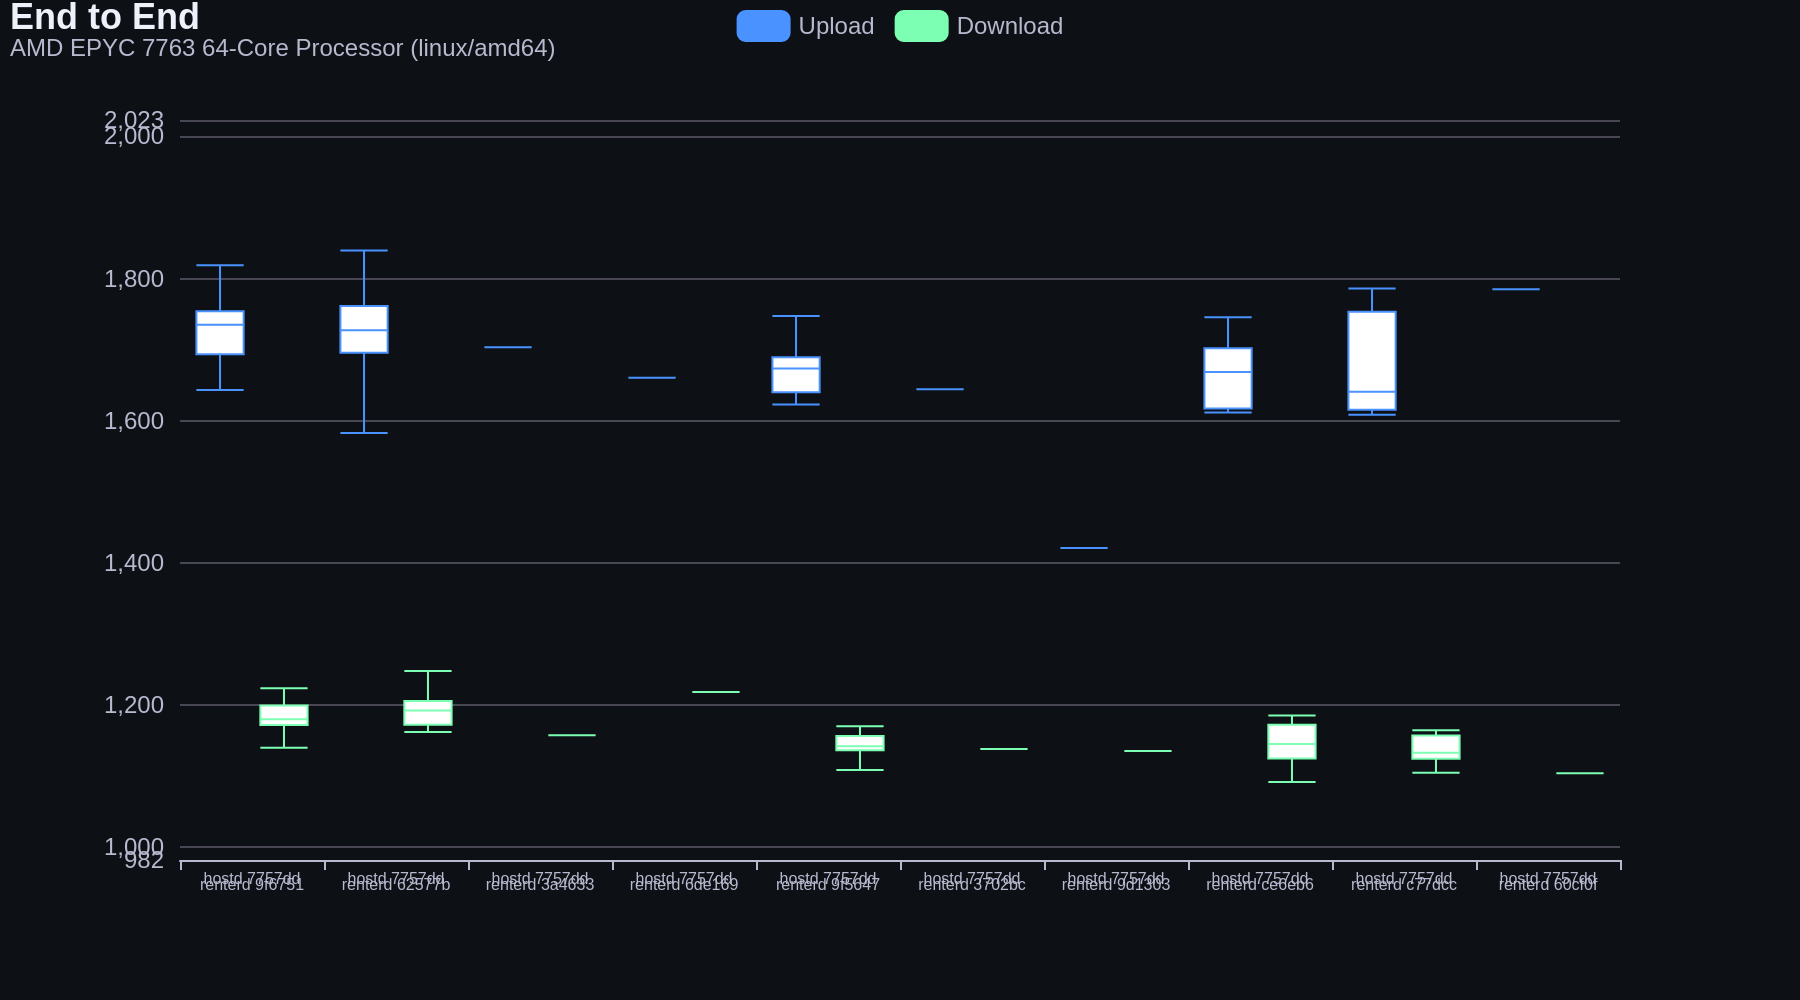 End to End
AMD EPYC 7763 64-Core Processor (linux/amd64)
Upload
Download
2,023
2,000
1,800
1,600
1,400
1,200
1,000
982
hostd 7757dd
renterd 9f6751
hostd 7757dd
renterd 62577b
hostd 7757dd
renterd 3a4633
hostd 7757dd
renterd 6de169
hostd 7757dd
renterd 9f5647
hostd 7757dd
renterd 3702bc
hostd 7757dd
renterd 9d1303
hostd 7757dd
renterd ce6eb6
hostd 7757dd
renterd c77dcc
hostd 7757dd
renterd 60cf0f